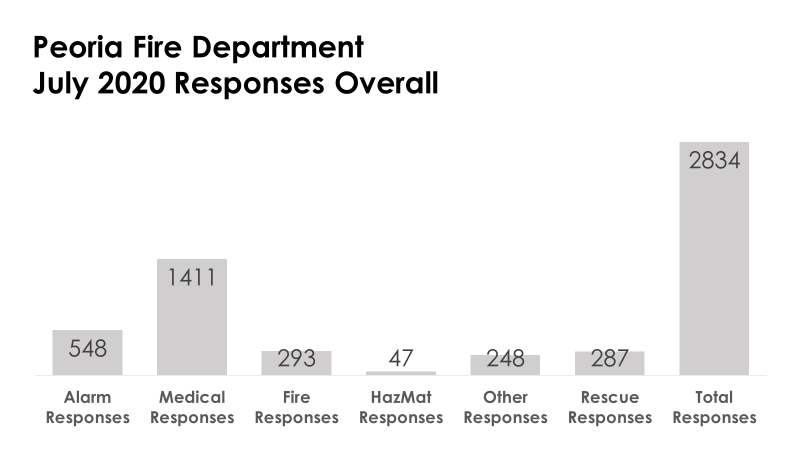 Peoria Fire Department
July 2020 Responses Overall
2834
1411
548
293
47
248
287
Alarm Medical Fire HazMat Other Rescue Total
Responses Responses Responses Responses Responses Responses Responses